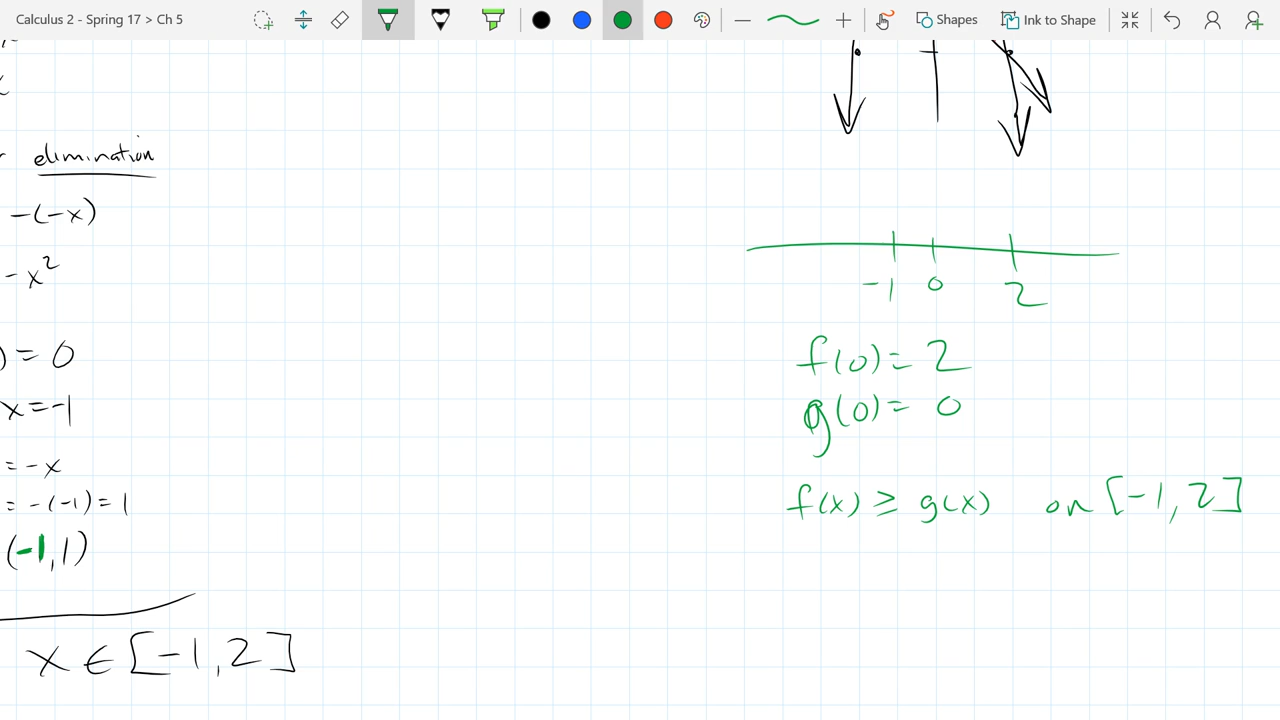 Calculus 2 - Spring 17 > Ch 5
Shapes
Ink to Shape
elimination
-(-x)
- x²
) = 0
x = -1
= -x
= -(-1) = 1
(-1, 1)
x ∈ [-1, 2]
-1 0 2
f(0) = 2
g(0) = 0
f(x) ≥ g(x) on [-1, 2]